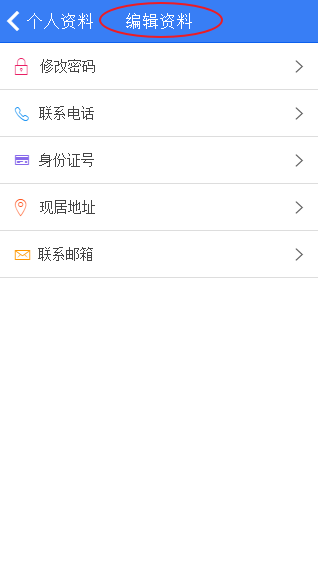 个人资料 编辑资料
修改密码
联系电话
身份证号
现居地址
联系邮箱